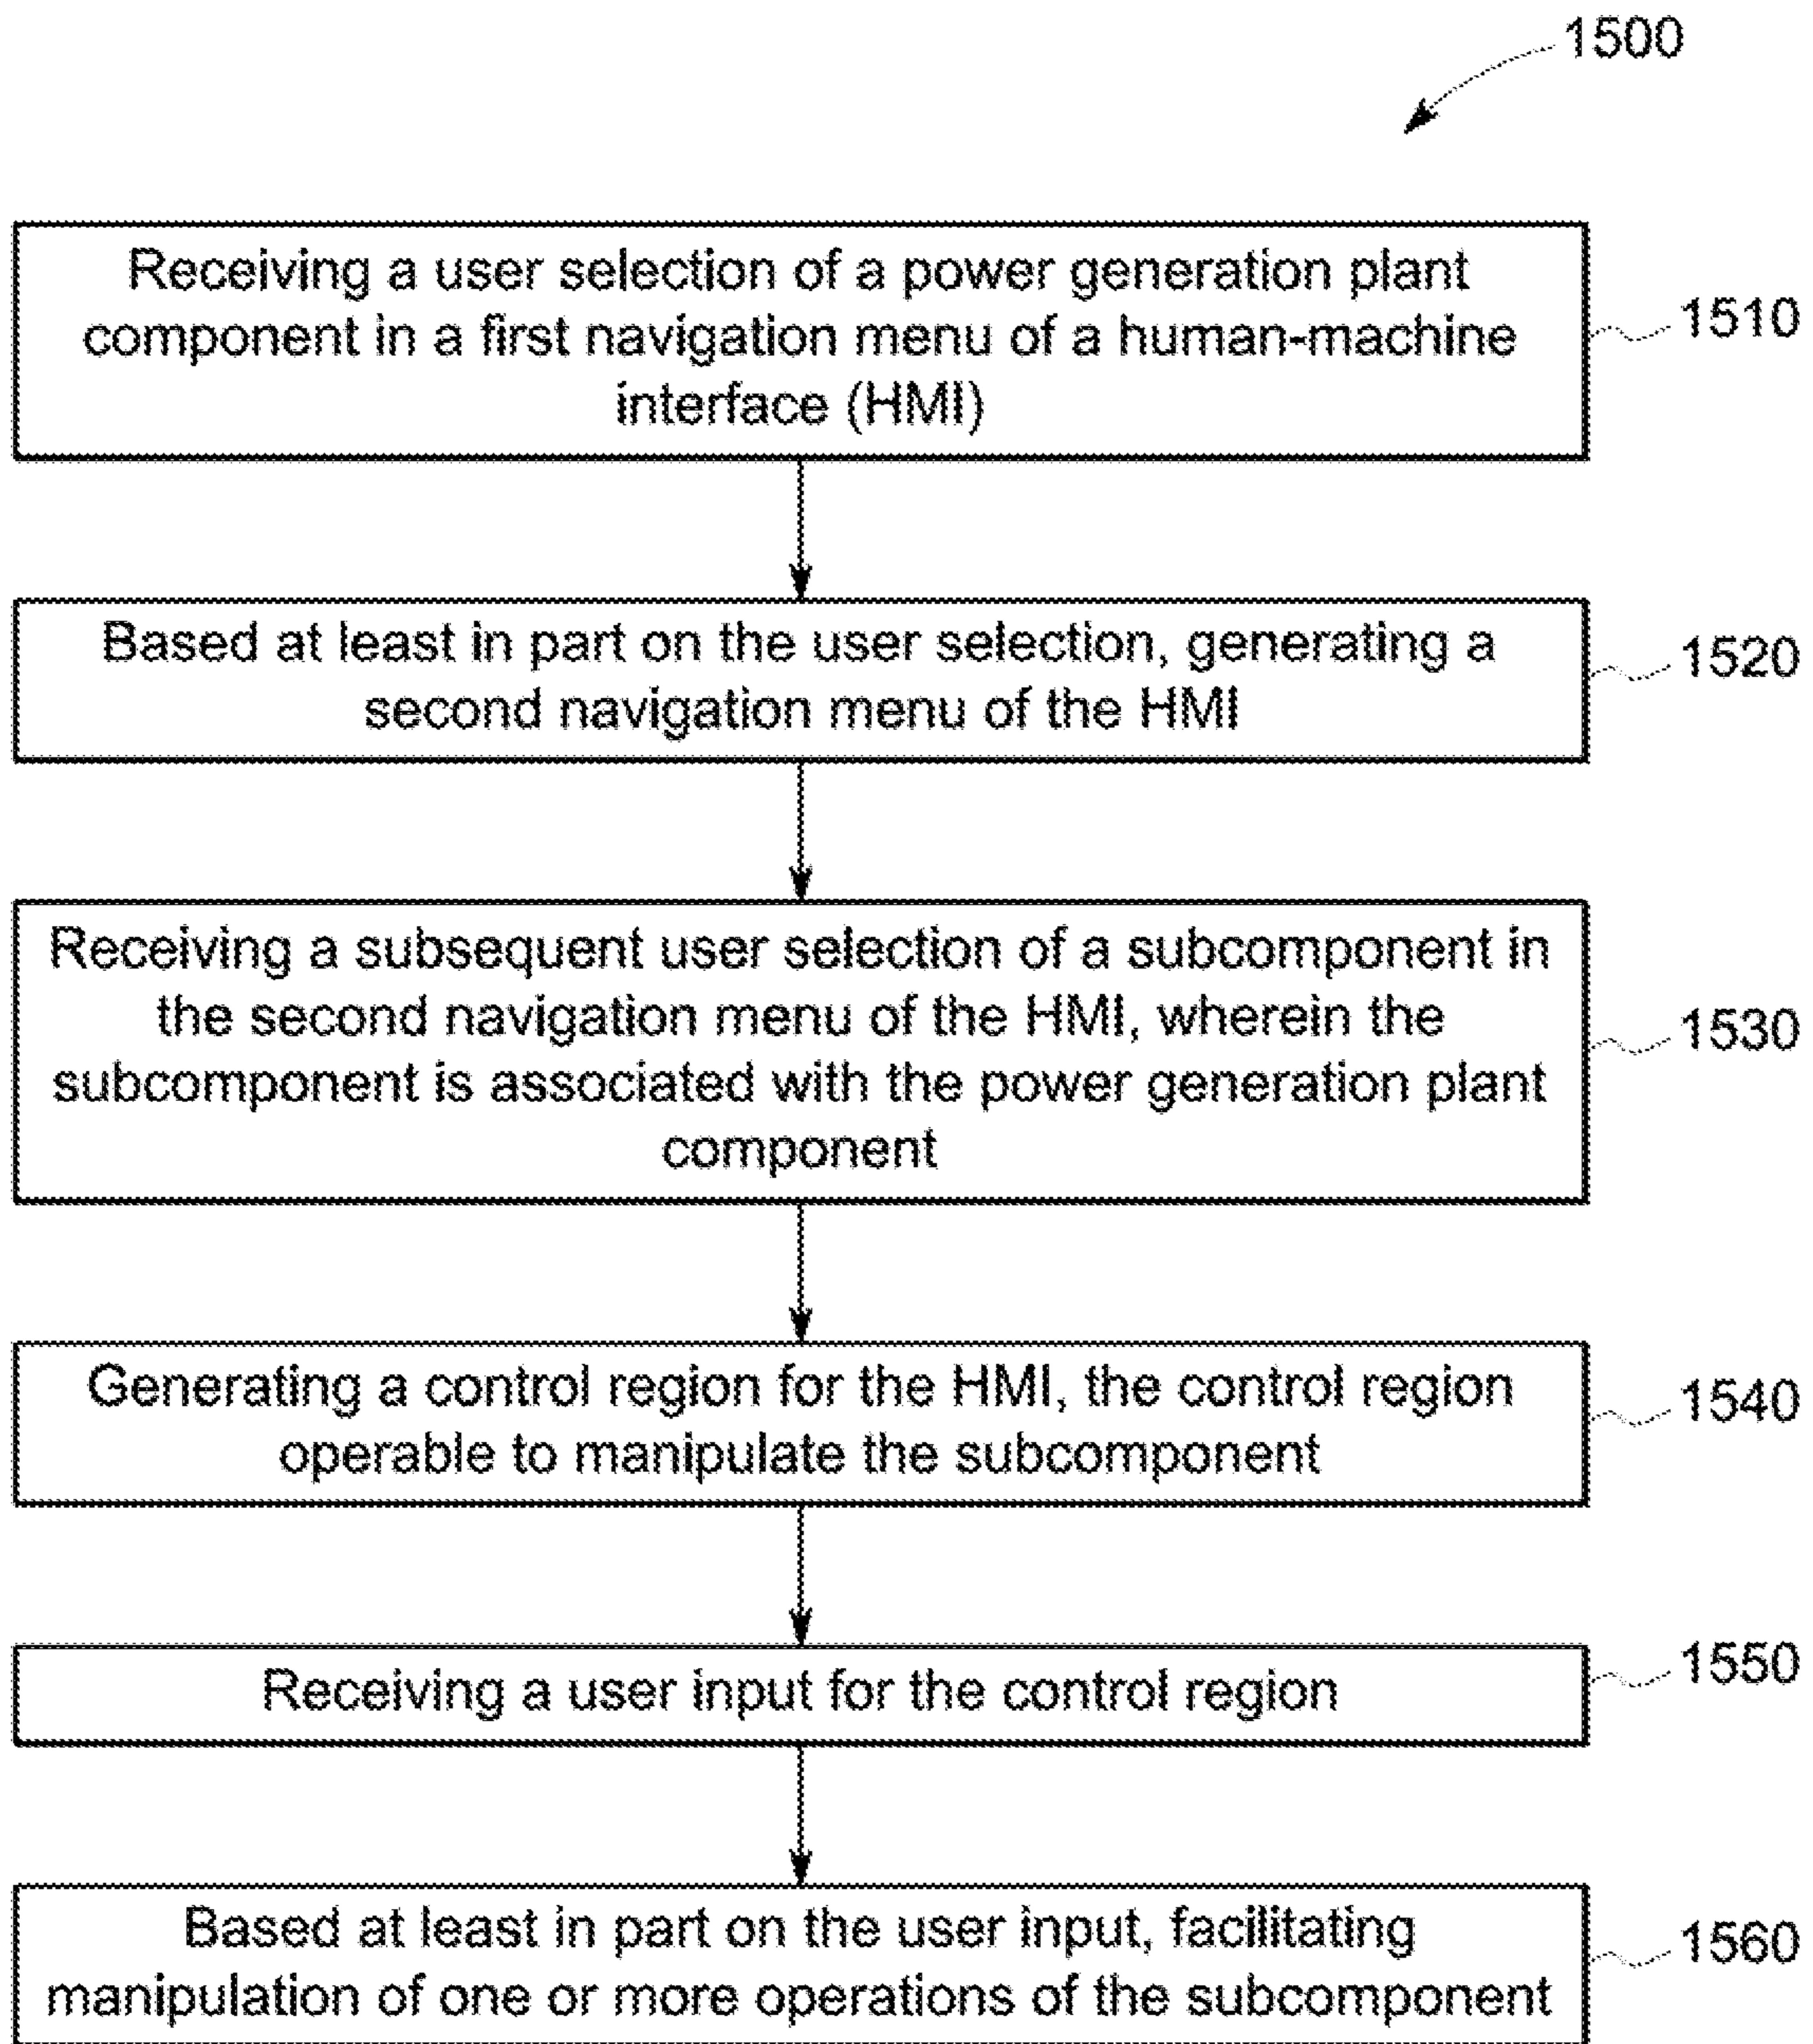 1500
Receiving a user selection of a power generation plant
component in a first navigation menu of a human-machine
interface (HMI)
1510
Based at least in part on the user selection, generating a
second navigation menu of the HMI
1520
Receiving a subsequent user selection of a subcomponent in
the second navigation menu of the HMI, wherein the
subcomponent is associated with the power generation plant
component
1530
Generating a control region for the HMI, the control region
operable to manipulate the subcomponent
1540
Receiving a user input for the control region
1550
Based at least in part on the user input, facilitating
manipulation of one or more operations of the subcomponent
1560